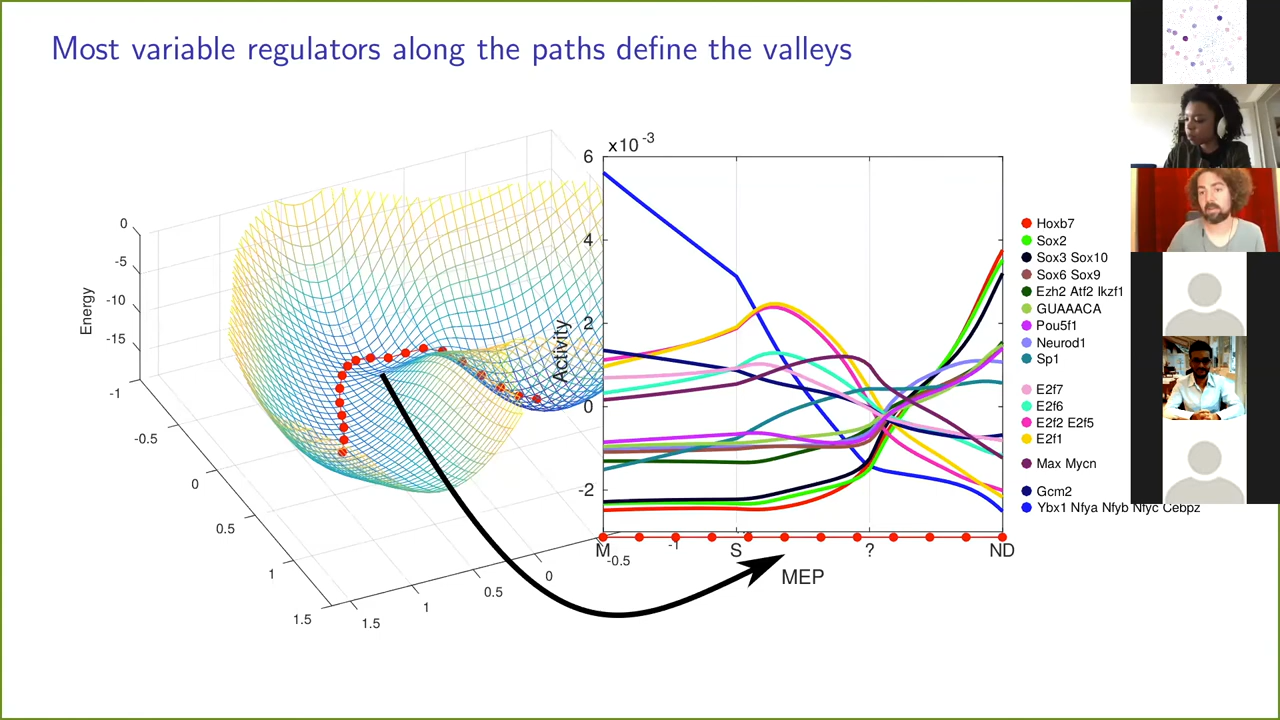 Most variable regulators along the paths define the valleys
Energy
0
-5
-10
-15
-1
-0.5
0
0.5
1
1.5
1.5
1
0.5
0
-0.5
-1
x10 -3
6
4
2
0
-2
Activity
M
S
?
ND
MEP
Hoxb7
Sox2
Sox3 Sox10
Sox6 Sox9
Ezh2 Atf2 Ikzf1
GUAAACA
Pou5f1
Neurod1
Sp1
E2f7
E2f6
E2f2 E2f5
E2f1
Max Mycn
Gcm2
Ybx1 Nfya Nfyb Nfyc Cebpz